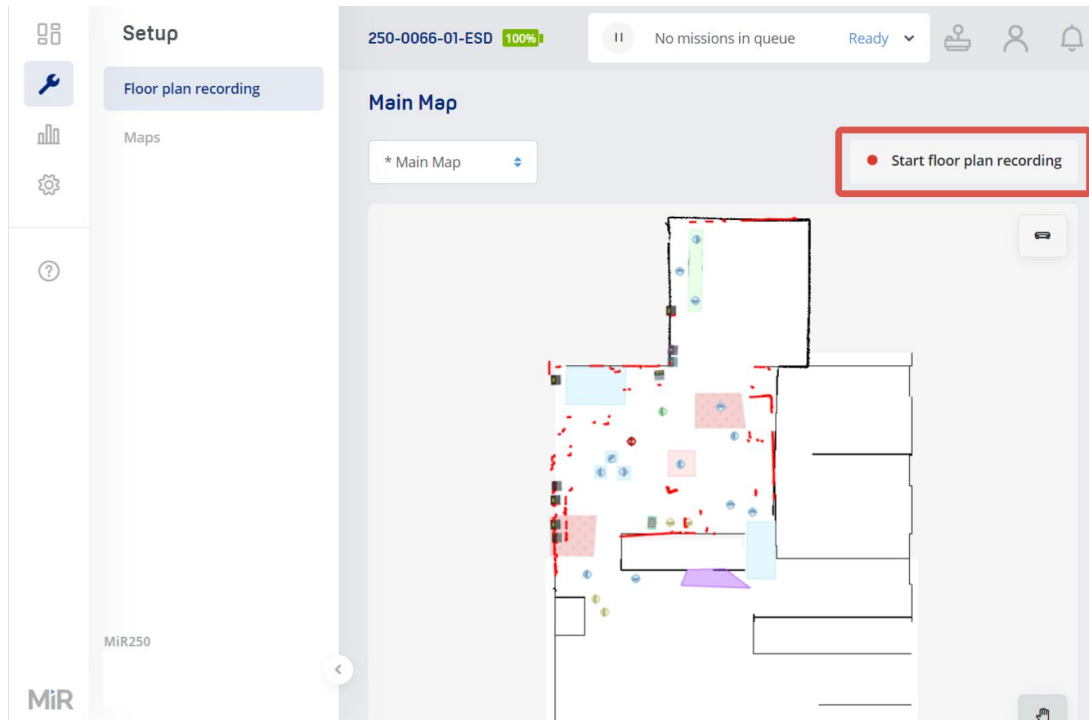 Setup
Floor plan recording
Maps
MiR250
MiR
250-0066-01-ESD 100%
No missions in queue Ready
Main Map
* Main Map
Start floor plan recording